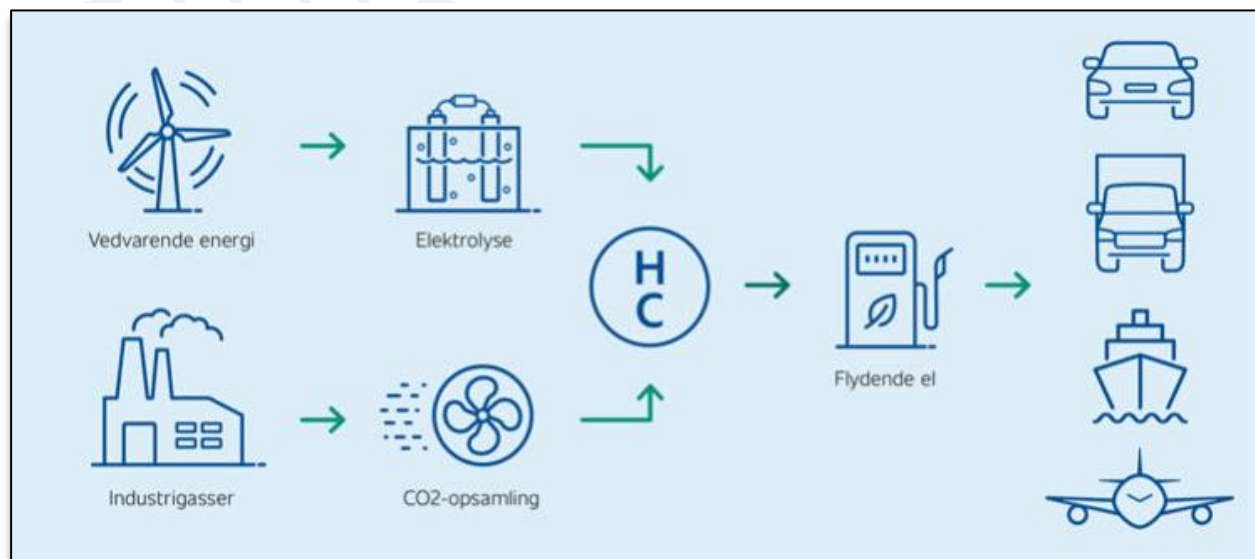 Vedvarende energi
Elektrolyse
H
C
Flydende el
Industrigasser
CO2-opsamling